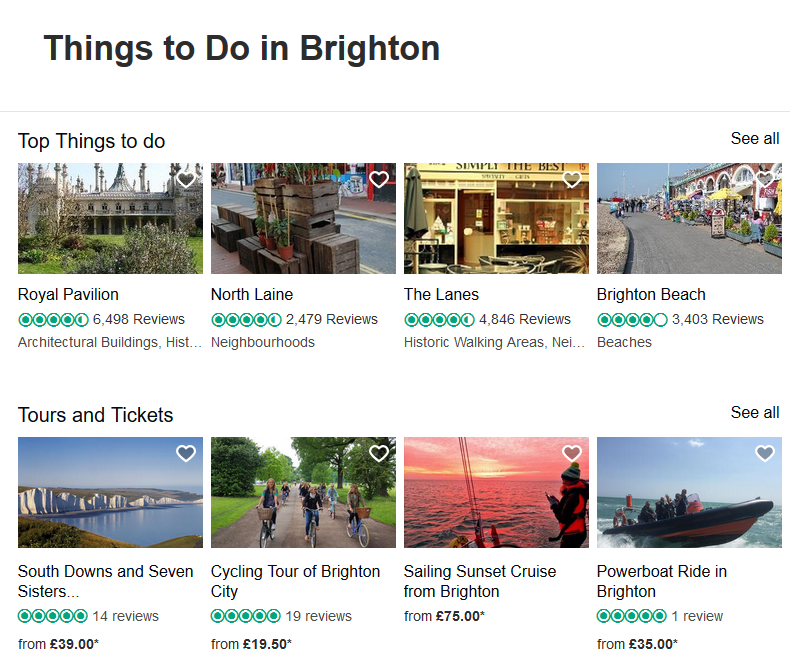 Things to Do in Brighton
Top Things to do
See all
SIMPLY THE BEST
15
SPECIALITY GIFTS
Royal Pavilion
North Laine
The Lanes
Brighton Beach
6,498 Reviews
2,479 Reviews
4,846 Reviews
3,403 Reviews
Architectural Buildings, Hist...
Neighbourhoods
Historic Walking Areas, Nei...
Beaches
Tours and Tickets
See all
South Downs and Seven
Sisters...
Cycling Tour of Brighton
City
Sailing Sunset Cruise
from Brighton
Powerboat Ride in
Brighton
14 reviews
19 reviews
from £75.00*
1 review
from £39.00*
from £19.50*
from £35.00*